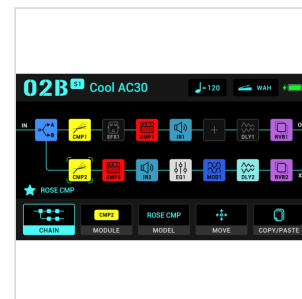 02B S1 Cool AC30 ♩=120 WAH
IN A B CMP1 EFX1 AMP1 IR1 DLY1 RVB1
CMP2 AMP2 IR2 EQ1 MOD1 DLY2 RVB2
ROSE CMP
CMP2 ROSE CMP
CHAIN MODULE MODEL MOVE COPY/PASTE